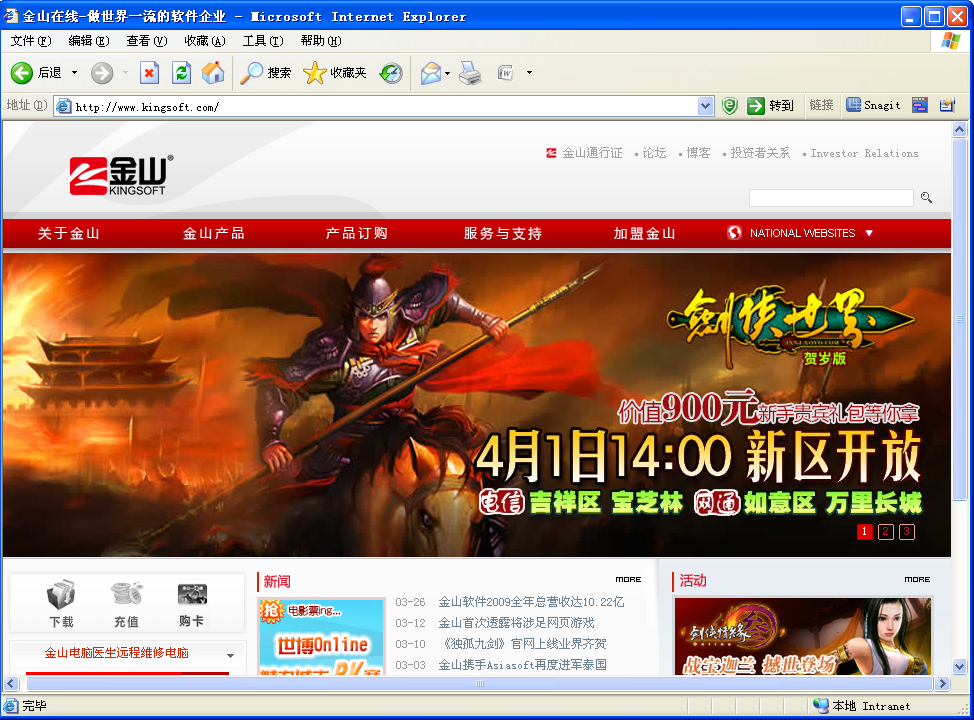 金山在线-做世界一流的软件企业 - Microsoft Internet Explorer
文件(F) 编辑(E) 查看(V) 收藏(A) 工具(T) 帮助(H)
后退 搜索 收藏夹
地址(D) http://www.kingsoft.com/ 转到 链接 Snagit
金山通行证 论坛 博客 投资者关系 Investor Relations
金山®
KINGSOFT
关于金山 金山产品 产品订购 服务与支持 加盟金山 NATIONAL WEBSITES
剑侠世界
JXSJ.XOYO.COM
贺岁版
价值900元新手贵宾礼包等你拿
4月1日14:00 新区开放
电信 吉祥区 宝芝林 网通 如意区 万里长城
1 2 3
下载 充值 购卡
金山电脑医生远程维修电脑
新闻 MORE
抢 电影票ing...
世博Online
03-26 金山软件2009全年总营收达10.22亿
03-12 金山首次透露将涉足网页游戏
03-10 《独孤九剑》官网上线业界齐贺
03-03 金山携手Asiasoft再度进军泰国
活动 MORE
剑侠情缘叁
战宝迦兰 撼世登场
完毕 本地 Intranet